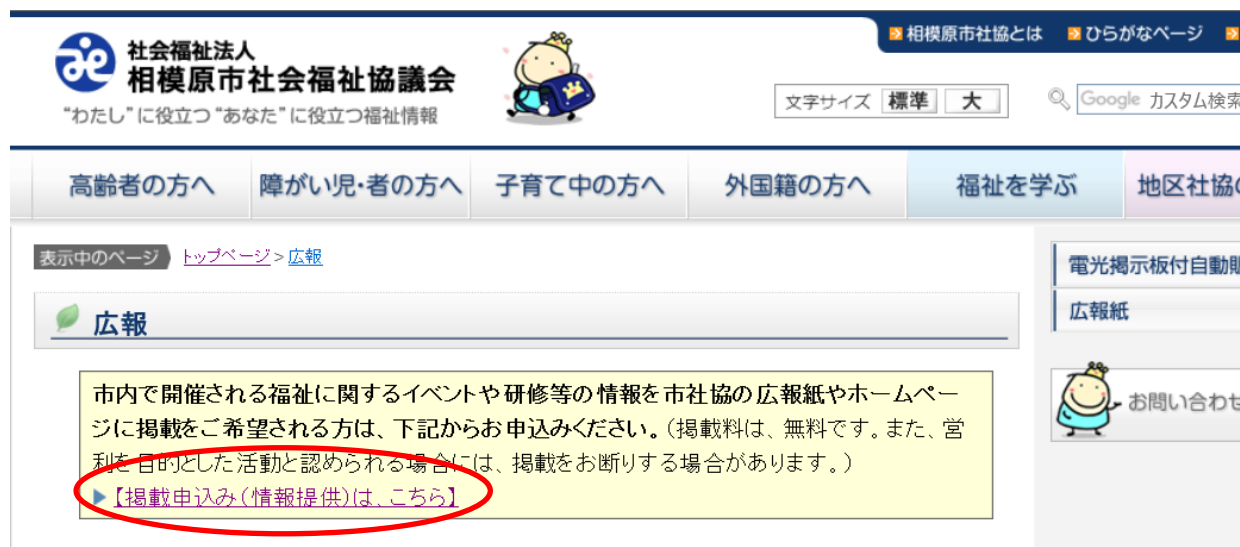 社会福祉法人
相模原市社会福祉協議会
“わたし”に役立つ“あなた”に役立つ福祉情報
相模原市社協とは ひらがなページ
文字サイズ 標準 大
Google カスタム検索
高齢者の方へ 障がい児・者の方へ 子育て中の方へ 外国籍の方へ 福祉を学ぶ 地区社協の
表示中のページ トップページ > 広報
広報
市内で開催される福祉に関するイベントや研修等の情報を市社協の広報紙やホームペー
ジに掲載をご希望される方は、下記からお申込みください。(掲載料は、無料です。また、営
利を目的とした活動と認められる場合には、掲載をお断りする場合があります。)
【掲載申込み(情報提供)は、こちら】
電光掲示板付自動販
広報紙
お問い合わせ